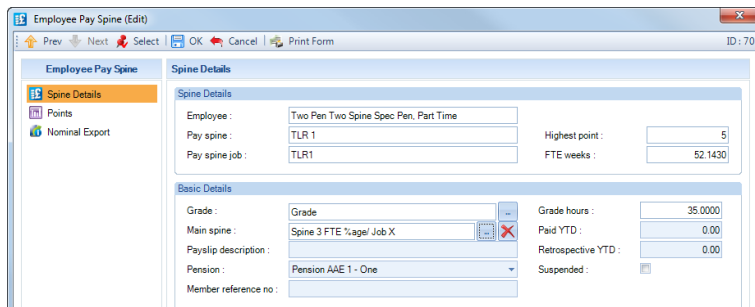 Employee Pay Spine (Edit)
Prev Next Select OK Cancel Print Form ID : 70
Employee Pay Spine
Spine Details
Points
Nominal Export
Spine Details
Spine Details
Employee : Two Pen Two Spine Spec Pen, Part Time
Pay spine : TLR 1 Highest point : 5
Pay spine job : TLR1 FTE weeks : 52.1430
Basic Details
Grade : Grade .. Grade hours : 35.0000
Main spine : Spine 3 FTE %age/ Job X ... Paid YTD : 0.00
Payslip description : Retrospective YTD : 0.00
Pension : Pension AAE 1 - One Suspended :
Member reference no :